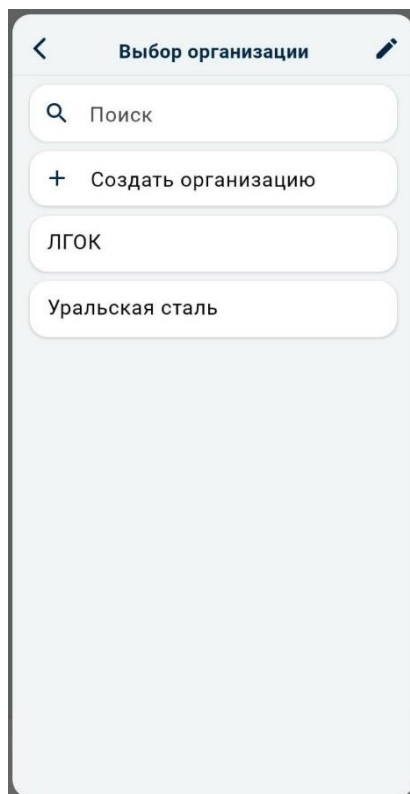 Выбор организации
Поиск
Создать организацию
ЛГОК
Уральская сталь